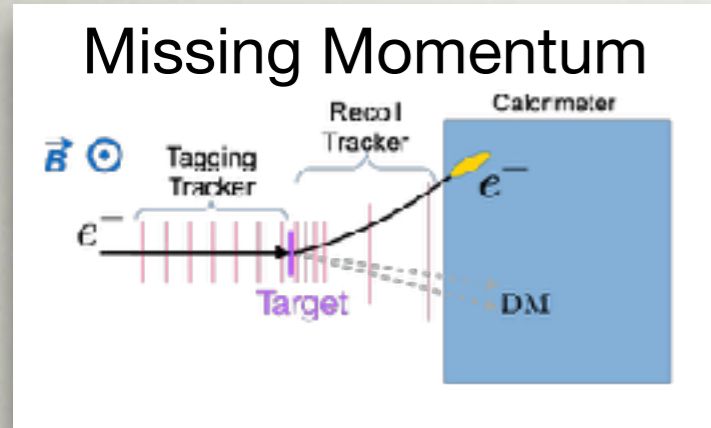 Missing Momentum
Recoil
Tracker
Calorimeter
B
Tagging
Tracker
e−
e−
Target
DM